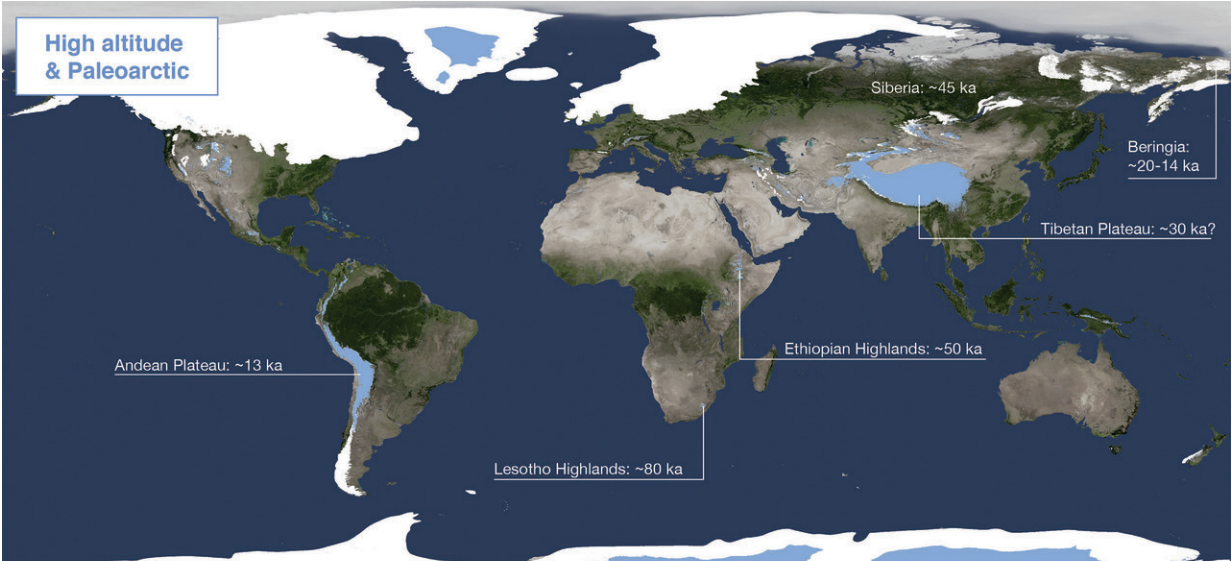 High altitude
& Paleoarctic
Siberia: ~45 ka
Beringia:
~20-14 ka
Tibetan Plateau: ~30 ka?
Ethiopian Highlands: ~50 ka
Andean Plateau: ~13 ka
Lesotho Highlands: ~80 ka